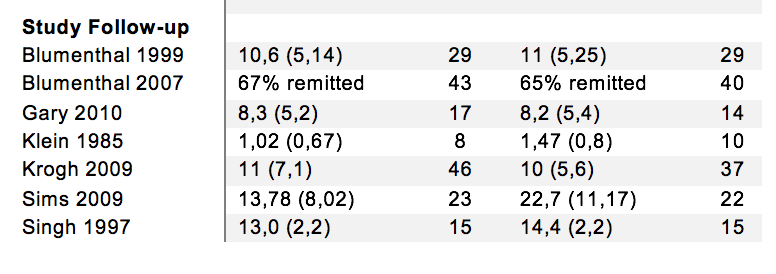 Study Follow-up
Blumenthal 1999 10,6 (5,14) 29 11 (5,25) 29
Blumenthal 2007 67% remitted 43 65% remitted 40
Gary 2010 8,3 (5,2) 17 8,2 (5,4) 14
Klein 1985 1,02 (0,67) 8 1,47 (0,8) 10
Krogh 2009 11 (7,1) 46 10 (5,6) 37
Sims 2009 13,78 (8,02) 23 22,7 (11,17) 22
Singh 1997 13,0 (2,2) 15 14,4 (2,2) 15